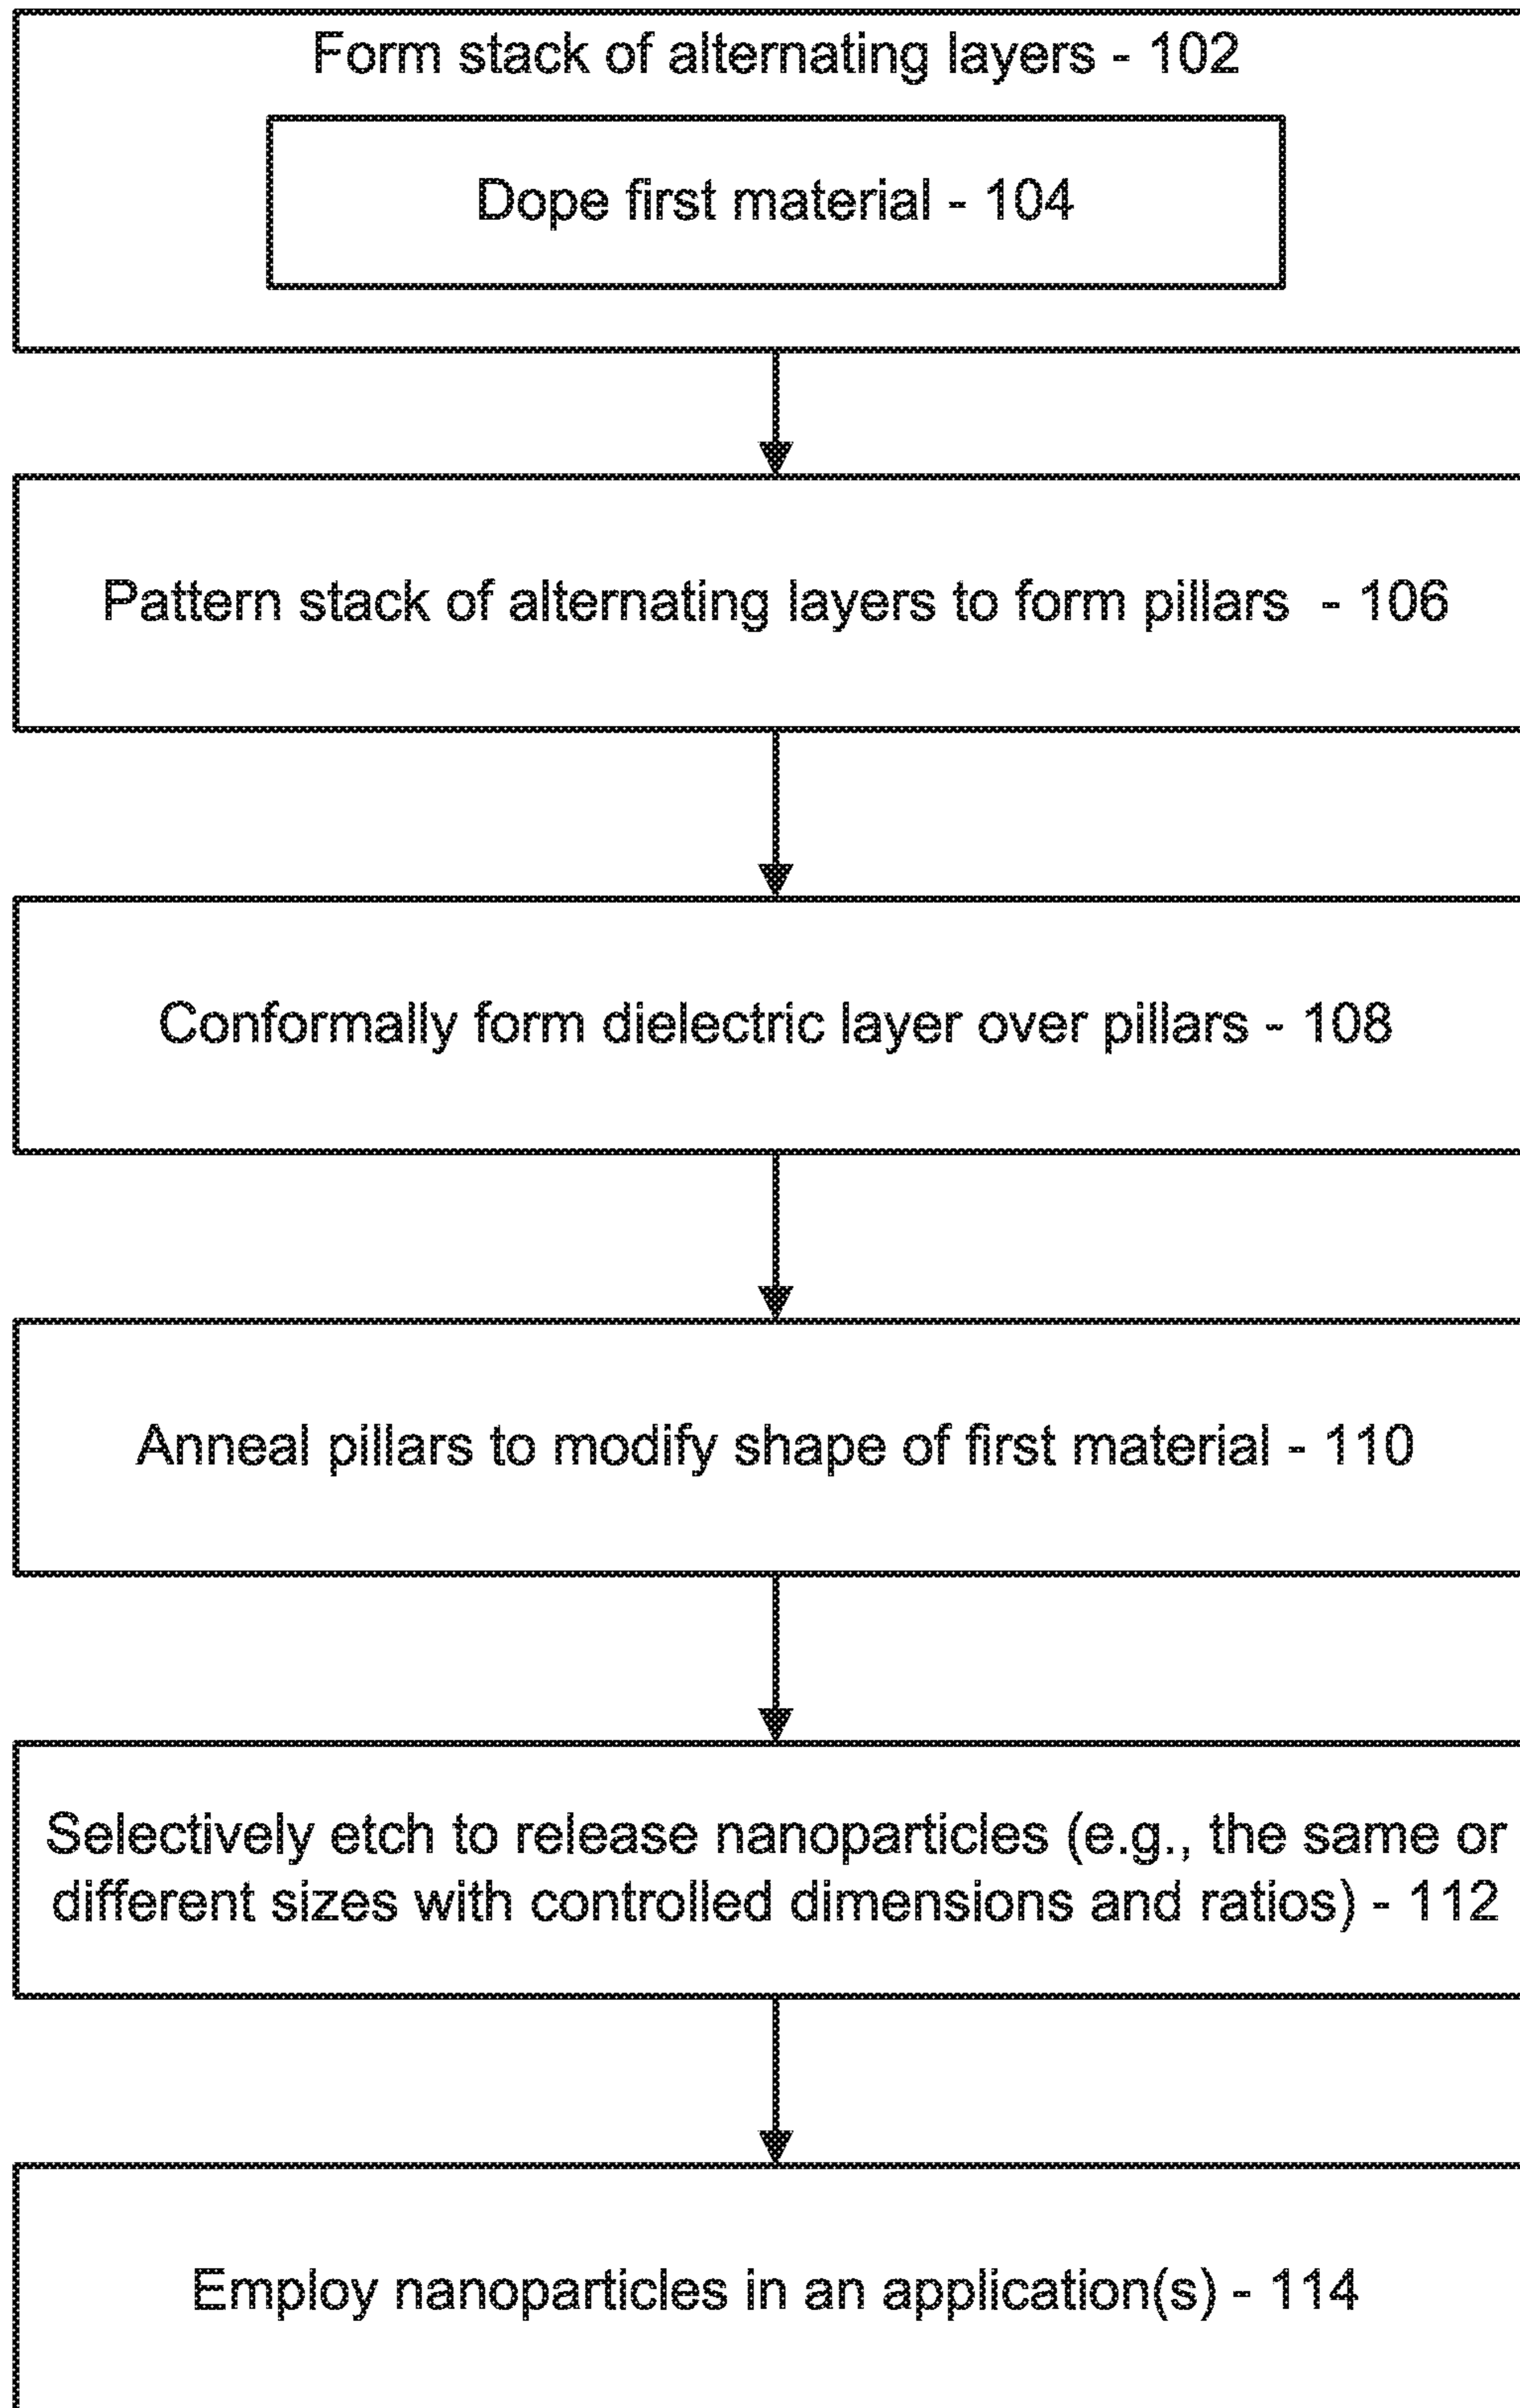 Form stack of alternating layers - 102
Dope first material - 104
Pattern stack of alternating layers to form pillars - 106
Conformally form dielectric layer over pillars - 108
Anneal pillars to modify shape of first material - 110
Selectively etch to release nanoparticles (e.g., the same or
different sizes with controlled dimensions and ratios) - 112
Employ nanoparticles in an application(s) - 114